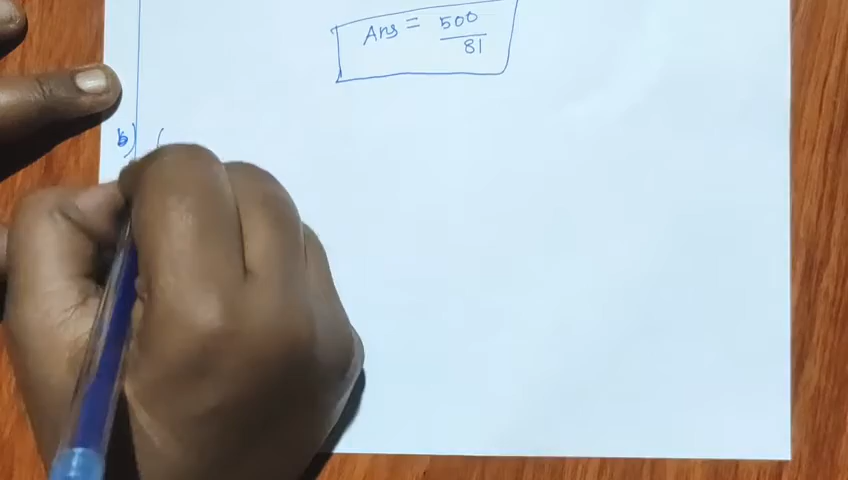 Ans = 500/81
b) (